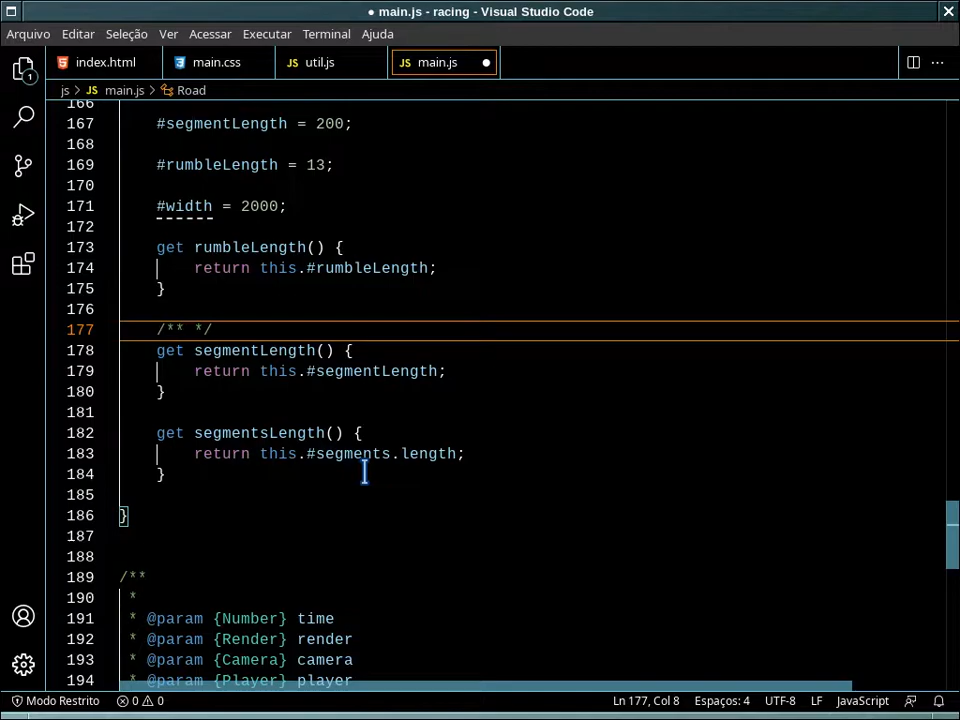 ● main.js - racing - Visual Studio Code
Arquivo Editar Seleção Ver Acessar Executar Terminal Ajuda
index.html main.css JS util.js JS main.js ●
js > JS main.js > Road
166
167 #segmentLength = 200;
168
169 #rumbleLength = 13;
170
171 #width = 2000;
172
173 get rumbleLength() {
174 return this.#rumbleLength;
175 }
176
177 /** */
178 get segmentLength() {
179 return this.#segmentLength;
180 }
181
182 get segmentsLength() {
183 return this.#segments.length;
184 }
185
186 }
187
188
189 /**
190 *
191 * @param {Number} time
192 * @param {Render} render
193 * @param {Camera} camera
194 * @param {Player} player
1
Modo Restrito 0 0 Ln 177, Col 8 Espaços: 4 UTF-8 LF JavaScript